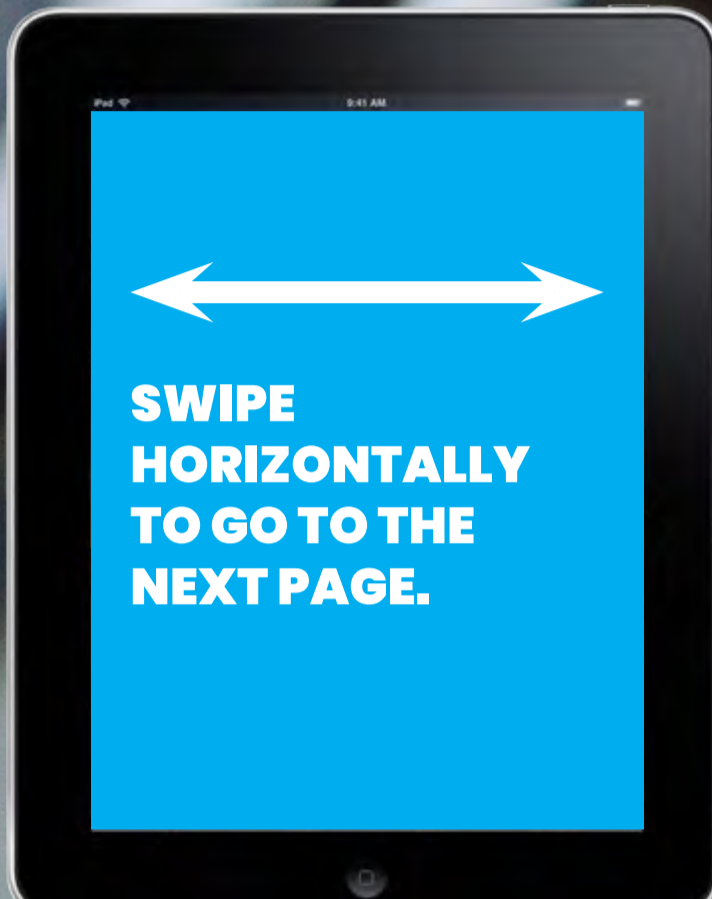 iPad
9:41 AM
SWIPE
HORIZONTALLY
TO GO TO THE
NEXT PAGE.